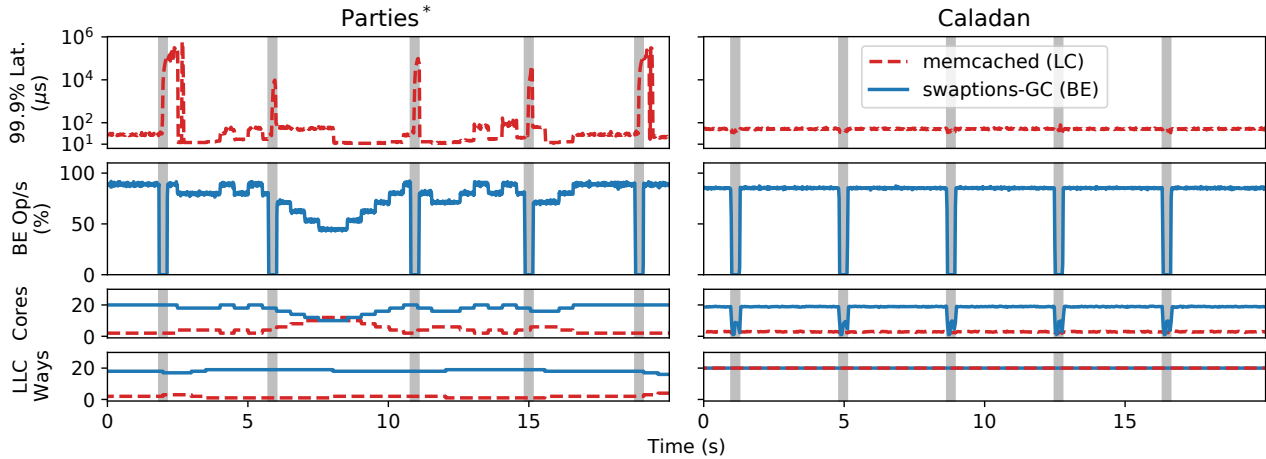 Parties*
Caladan
99.9% Lat.
(μs)
10^6
10^4
10^2
10^1
memcached (LC)
swaptions-GC (BE)
BE Op/s
(%)
100
50
0
Cores
20
0
20
0
LLC
Ways
20
0
0
5
10
15
0
5
10
15
Time (s)